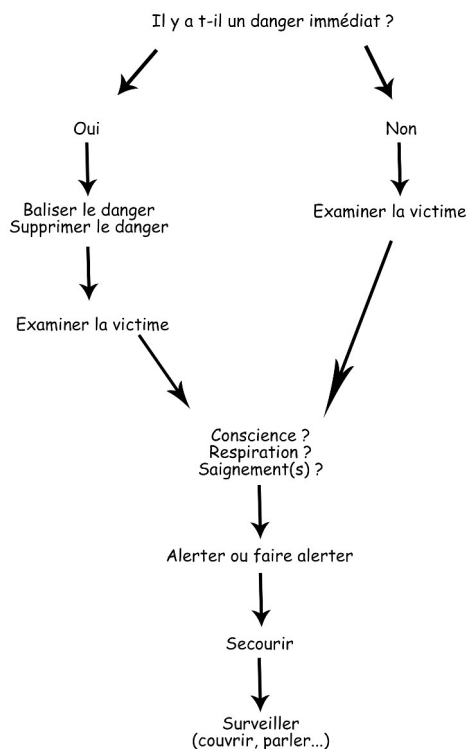 Il y a t-il un danger immédiat ?
Oui
Non
Baliser le danger
Supprimer le danger
Examiner la victime
Examiner la victime
Conscience ?
Respiration ?
Saignement(s) ?
Alerter ou faire alerter
Secourir
Surveiller
(couvrir, parler...)